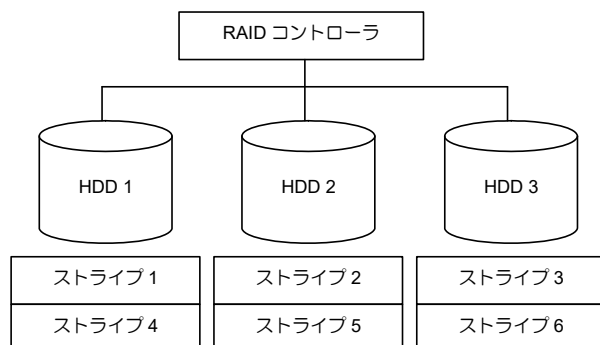 RAID コントローラ
HDD 1
HDD 2
HDD 3
ストライプ 1
ストライプ 2
ストライプ 3
ストライプ 4
ストライプ 5
ストライプ 6